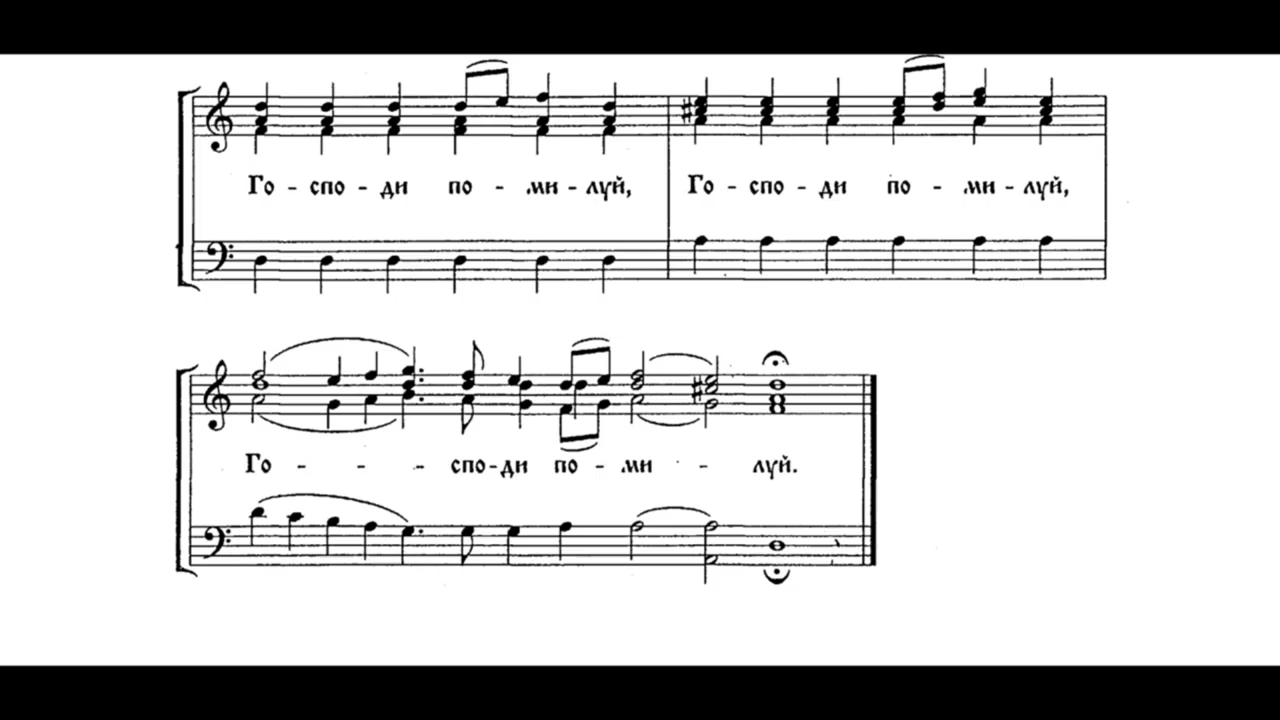 Го - спо - ди по - ми - луй, Го - спо - ди по - ми - луй,
Го - - - спо - ди по - ми - луй.